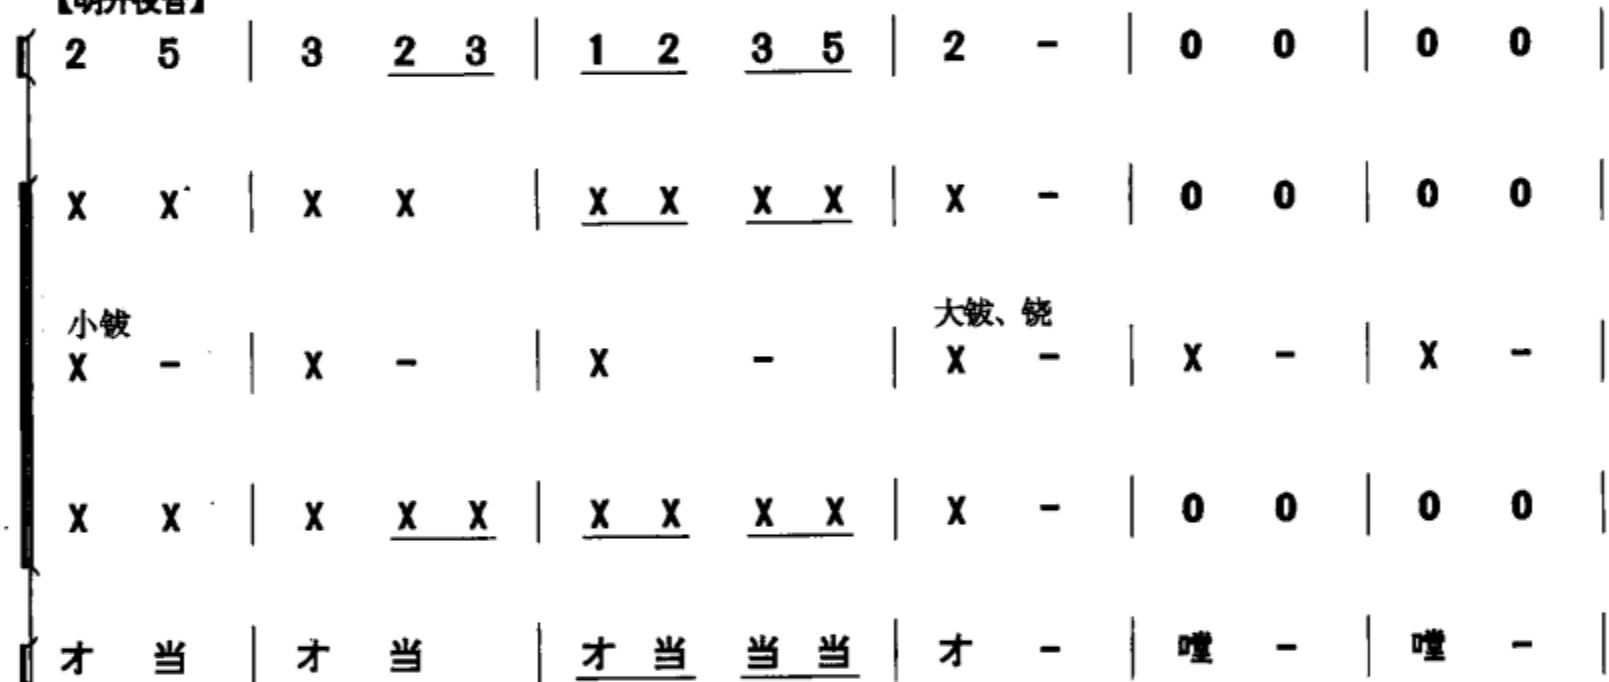 2 5 | 3 2 3 | 1 2 3 5 | 2 - | 0 0 | 0 0 |
X X | X X | X X X X | X - | 0 0 | 0 0 |
小钹 大钹、铙
X - | X - | X - | X - | X - | X - |
X X | X X X | X X X X | X - | 0 0 | 0 0 |
才 当 | 才 当 | 才 当 当 当 | 才 - | 嘡 - | 嘡 - |